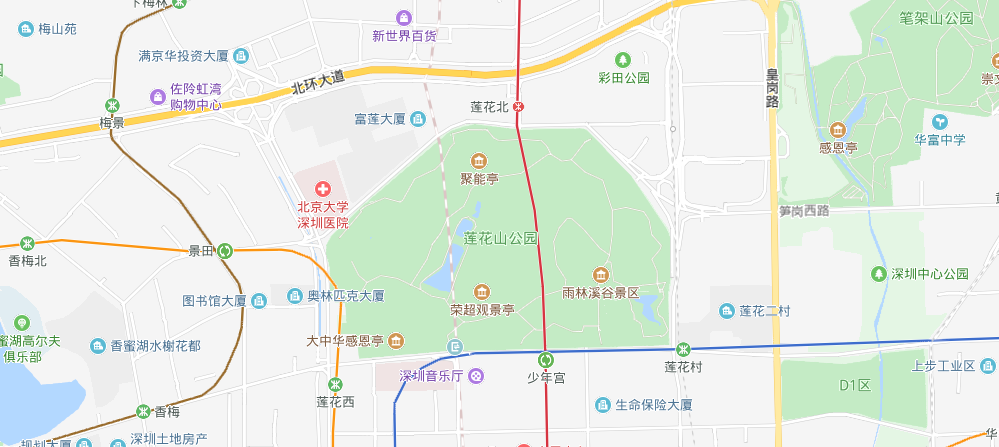 下梅林
梅山苑
新世界百货
笔架山公园
满京华投资大厦
彩田公园
北环大道
皇岗路
崇文
佐阾虹湾
购物中心
莲花北
梅景
富莲大厦
华富中学
感恩亭
聚能亭
北京大学
深圳医院
笋岗西路
莲花山公园
景田
香梅北
深圳中心公园
雨林溪谷景区
奥林匹克大厦
图书馆大厦
荣超观景亭
莲花二村
蜜湖高尔夫
俱乐部
香蜜湖水榭花都
大中华感恩亭
莲花村
上步工业区
深圳音乐厅
少年宫
D1区
莲花西
香梅
生命保险大厦
深圳土地房产
规划大厦
华